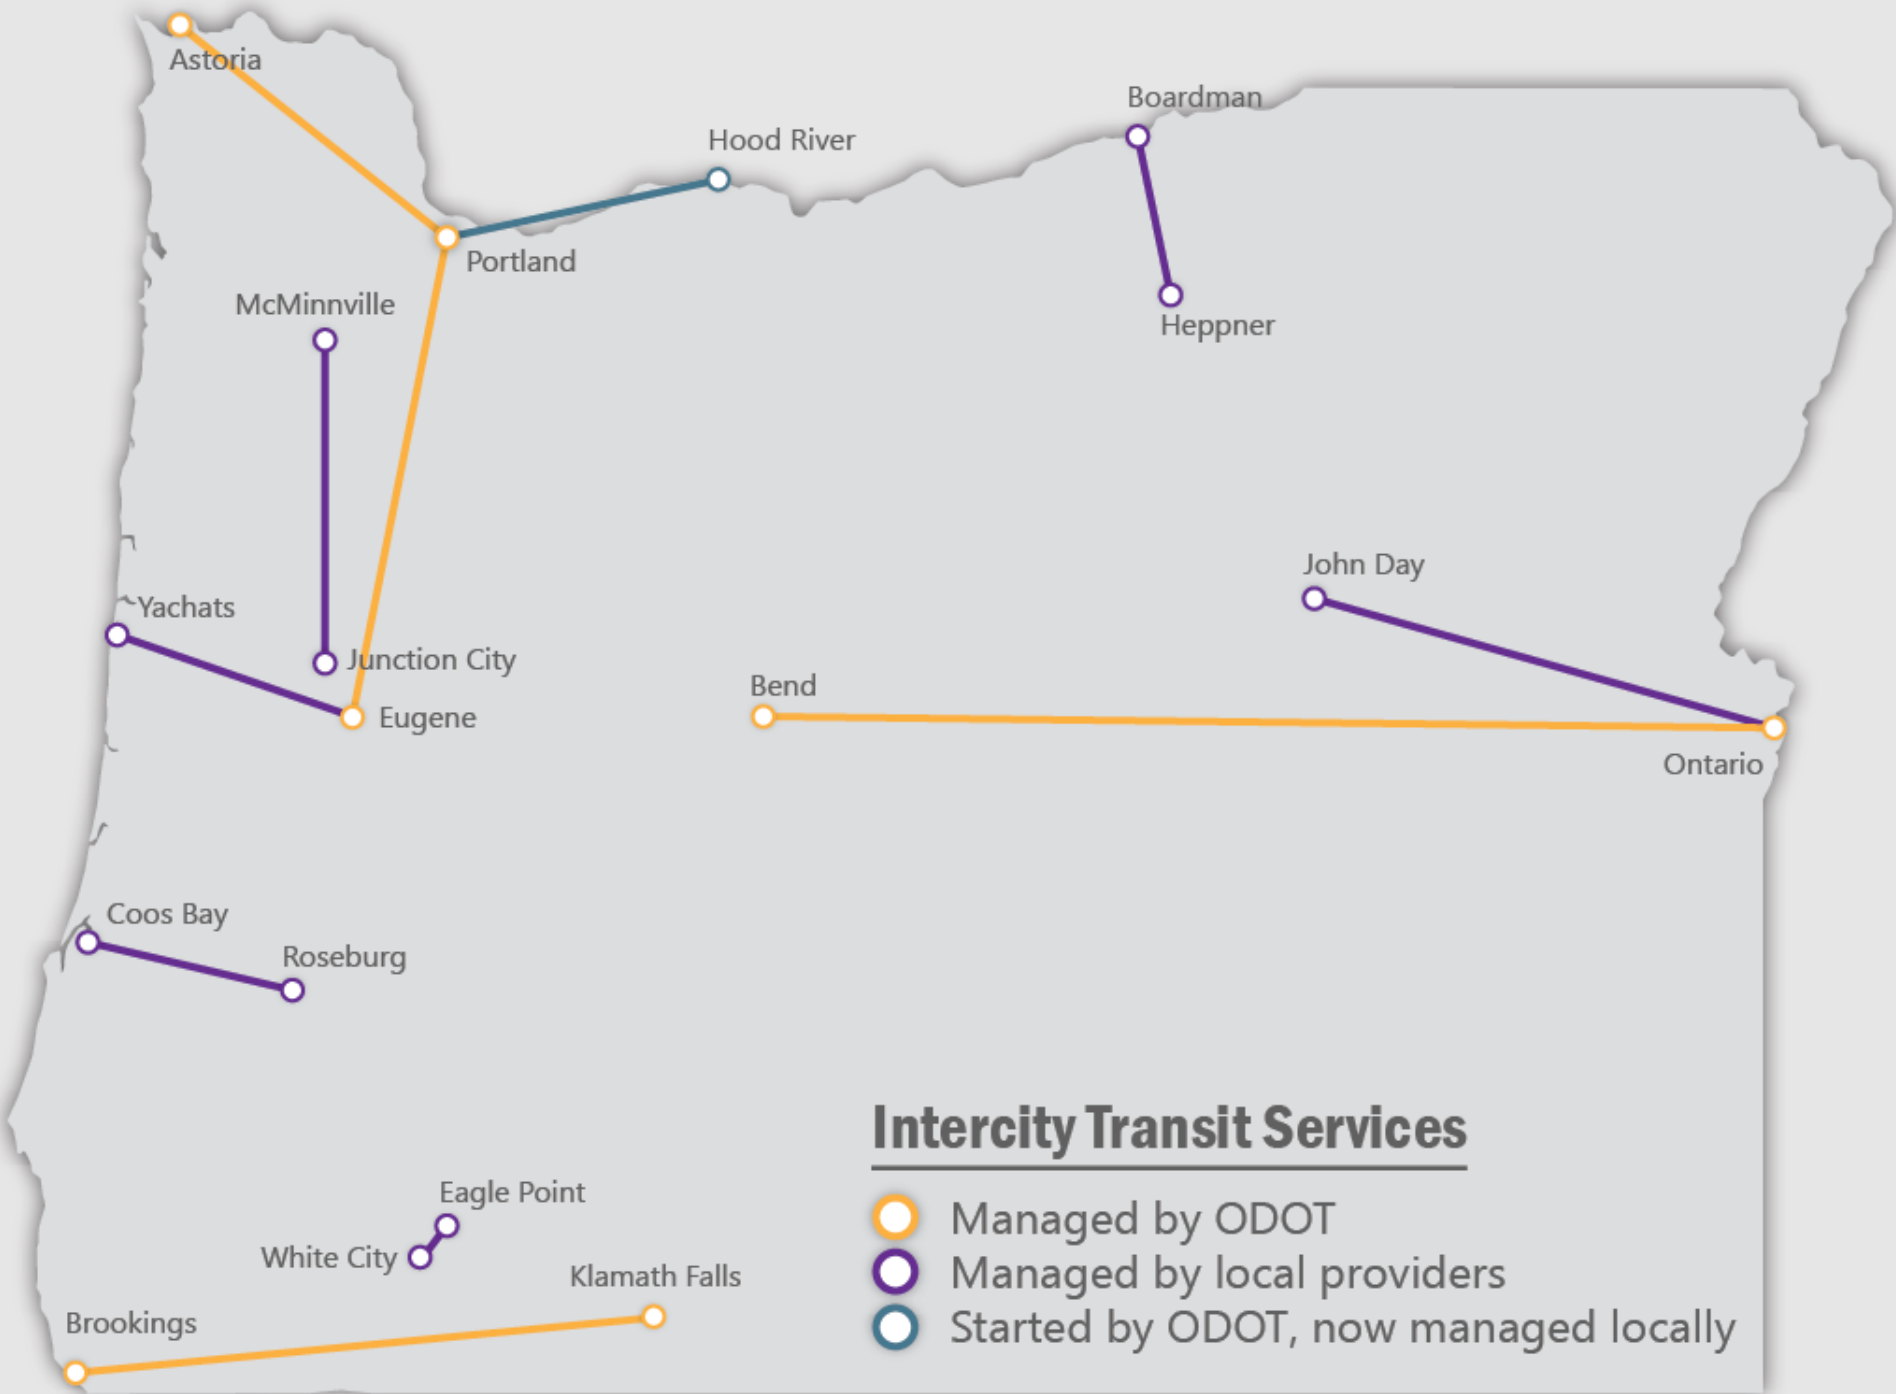 Astoria
Boardman
Hood River
Portland
McMinnville
Heppner
John Day
Yachats
Junction City
Bend
Eugene
Ontario
Coos Bay
Roseburg
Intercity Transit Services
Eagle Point
Managed by ODOT
White City
Managed by local providers
Klamath Falls
Brookings
Started by ODOT, now managed locally